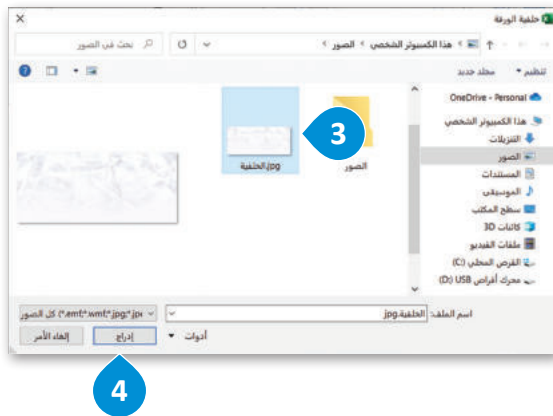 خلفية الورقة
هذا الكمبيوتر الشخصي › الصور ›
بحث في الصور
تنظيم
مجلد جديد
OneDrive - Personal
هذا الكمبيوتر الشخصي
التنزيلات
الصور
المستندات
الموسيقى
سطح المكتب
كائنات 3D
ملفات الفيديو
القرص المحلي (C:)
محرك أقراص USB (D:)
الصور
3
الخلفية.jpg
اسم الملف:
الخلفية.jpg
كل الصور (*.emf;*.wmf;*.jpg;*.jpe
أدوات
إدراج
إلغاء الأمر
4